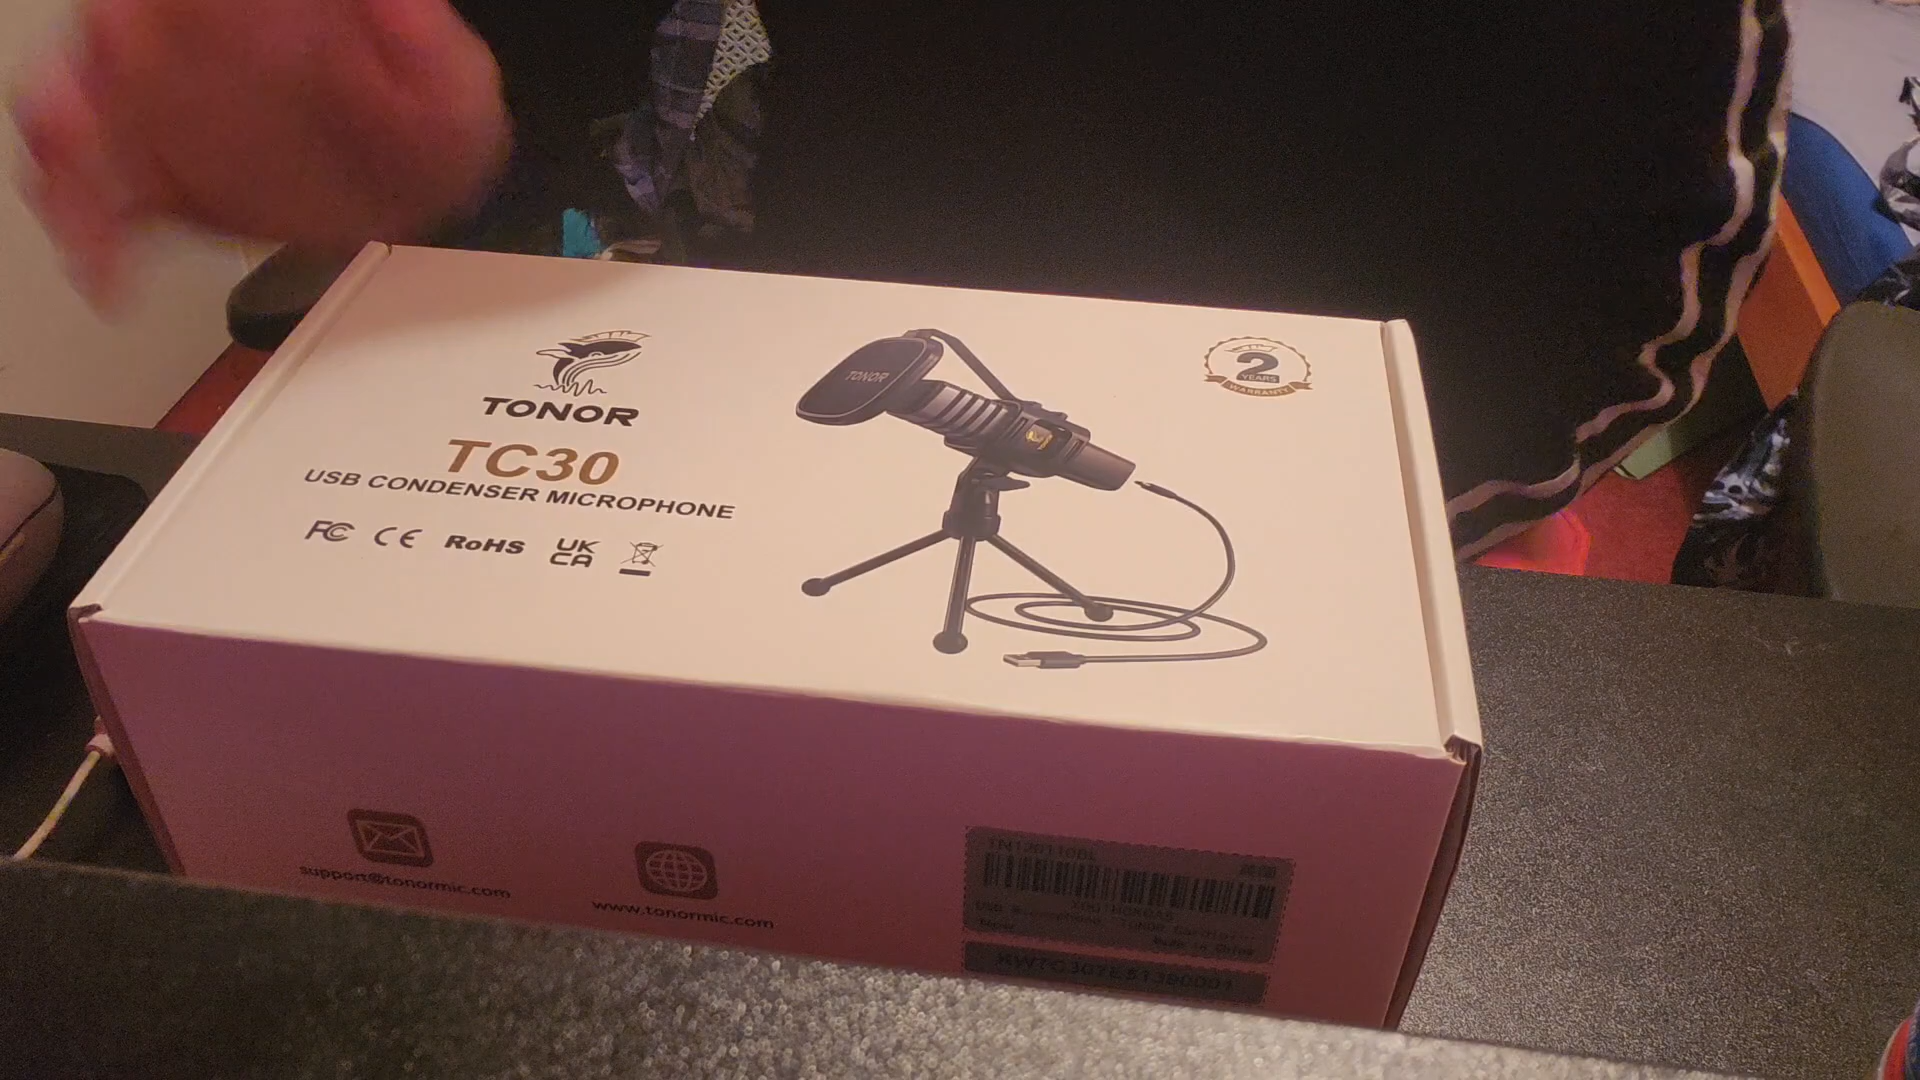 TONOR
TC30
USB CONDENSER MICROPHONE
FC CE RoHS UK
CA
TONOR
2
YEARS
WARRANTY
support@tonormic.com
www.tonormic.com